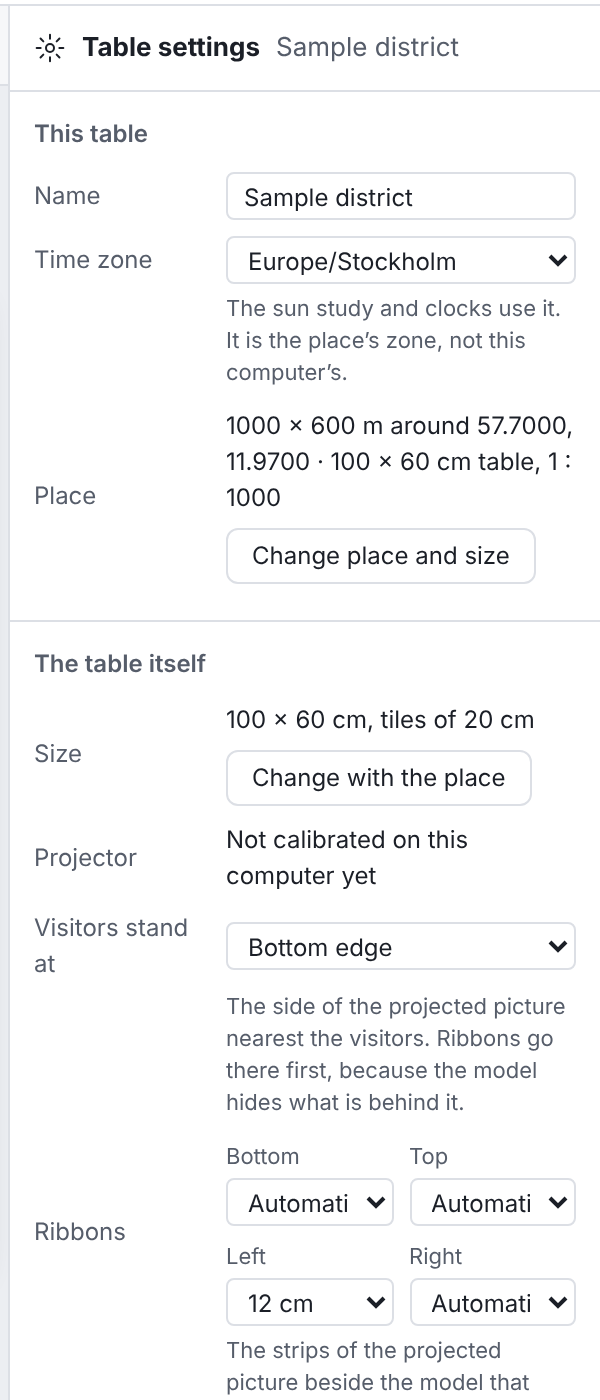 Table settings Sample district
This table
Name
Sample district
Time zone
Europe/Stockholm
The sun study and clocks use it.
It is the place’s zone, not this
computer’s.
Place
1000 × 600 m around 57.7000,
11.9700 · 100 × 60 cm table, 1 :
1000
Change place and size
The table itself
Size
100 × 60 cm, tiles of 20 cm
Change with the place
Projector
Not calibrated on this
computer yet
Visitors stand
at
Bottom edge
The side of the projected picture
nearest the visitors. Ribbons go
there first, because the model
hides what is behind it.
Ribbons
Bottom Top
Automati Automati
Left Right
12 cm Automati
The strips of the projected
picture beside the model that